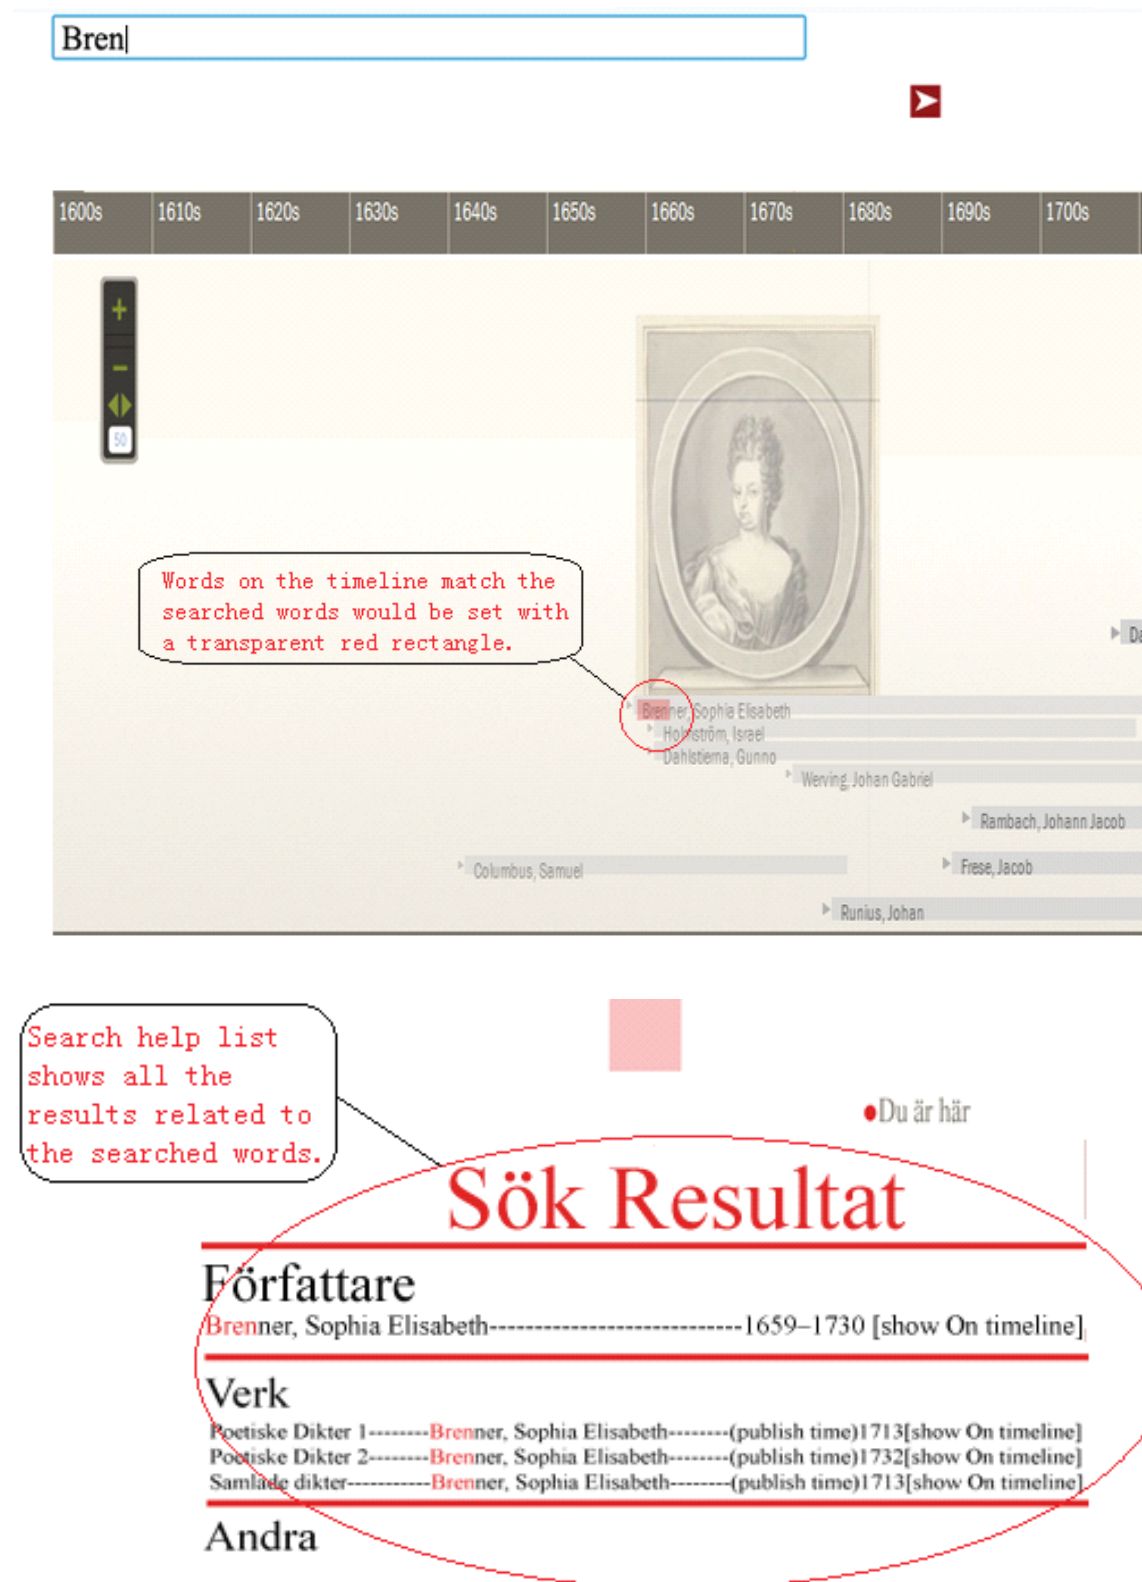 Bren
1600s 1610s 1620s 1630s 1640s 1650s 1660s 1670s 1680s 1690s 1700s
50
Words on the timeline match the
searched words would be set with
a transparent red rectangle.
Da
Brenner, Sophia Elisabeth
Holmström, Israel
Dahlstierna, Gunno
Werving, Johan Gabriel
Rambach, Johann Jacob
Columbus, Samuel
Frese, Jacob
Runius, Johan
Search help list
shows all the
results related to
the searched words.
Du är här
Sök Resultat
Författare
Brenner, Sophia Elisabeth----------------------------1659–1730 [show On timeline]
Verk
Poetiske Dikter 1--------Brenner, Sophia Elisabeth--------(publish time)1713[show On timeline]
Poetiske Dikter 2--------Brenner, Sophia Elisabeth--------(publish time)1732[show On timeline]
Samlade dikter-----------Brenner, Sophia Elisabeth--------(publish time)1713[show On timeline]
Andra